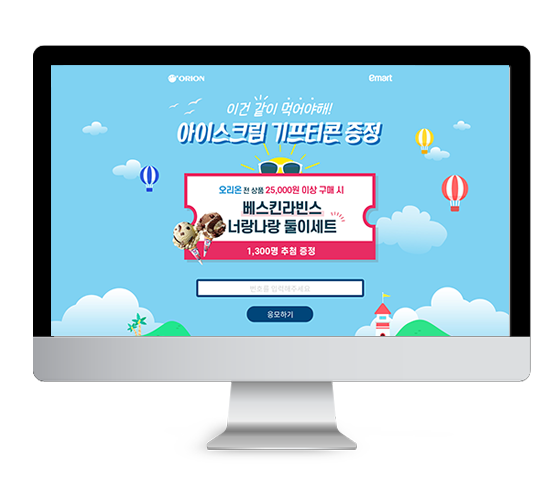 ORION
emart
이건 같이 먹어야해!
아이스크림 기프티콘 증정
오리온 전 상품 25,000원 이상 구매 시
베스킨라빈스
너랑나랑 둘이세트
1,300명 추첨 증정
번호를 입력해주세요
응모하기